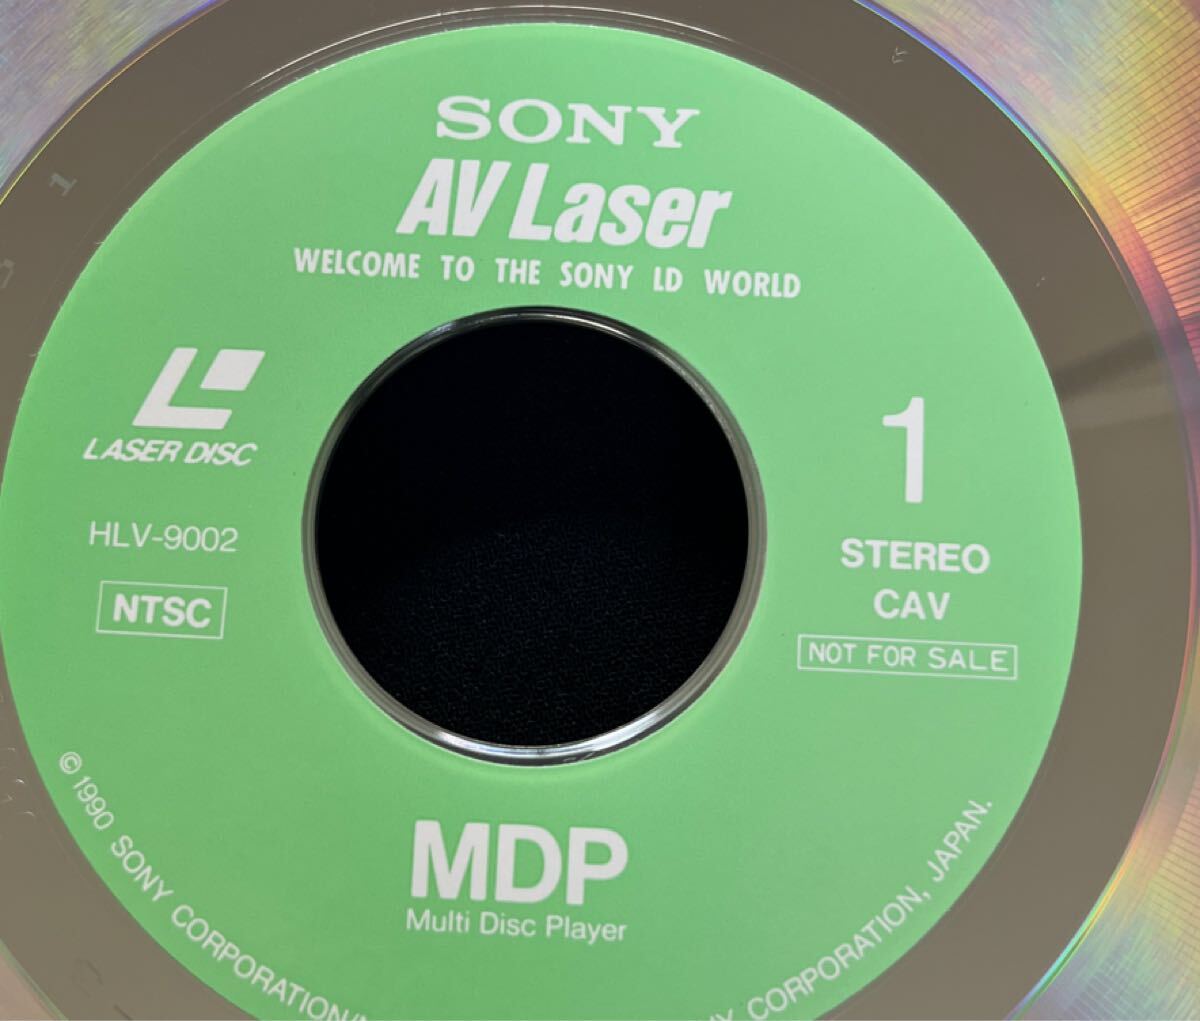 SONY
AV Laser
WELCOME TO THE SONY LD WORLD
LASER DISC
HLV-9002
NTSC
1
STEREO
CAV
NOT FOR SALE
MDP
Multi Disc Player
© 1990 SONY CORPORATION
CORPORATION, JAPAN.
1